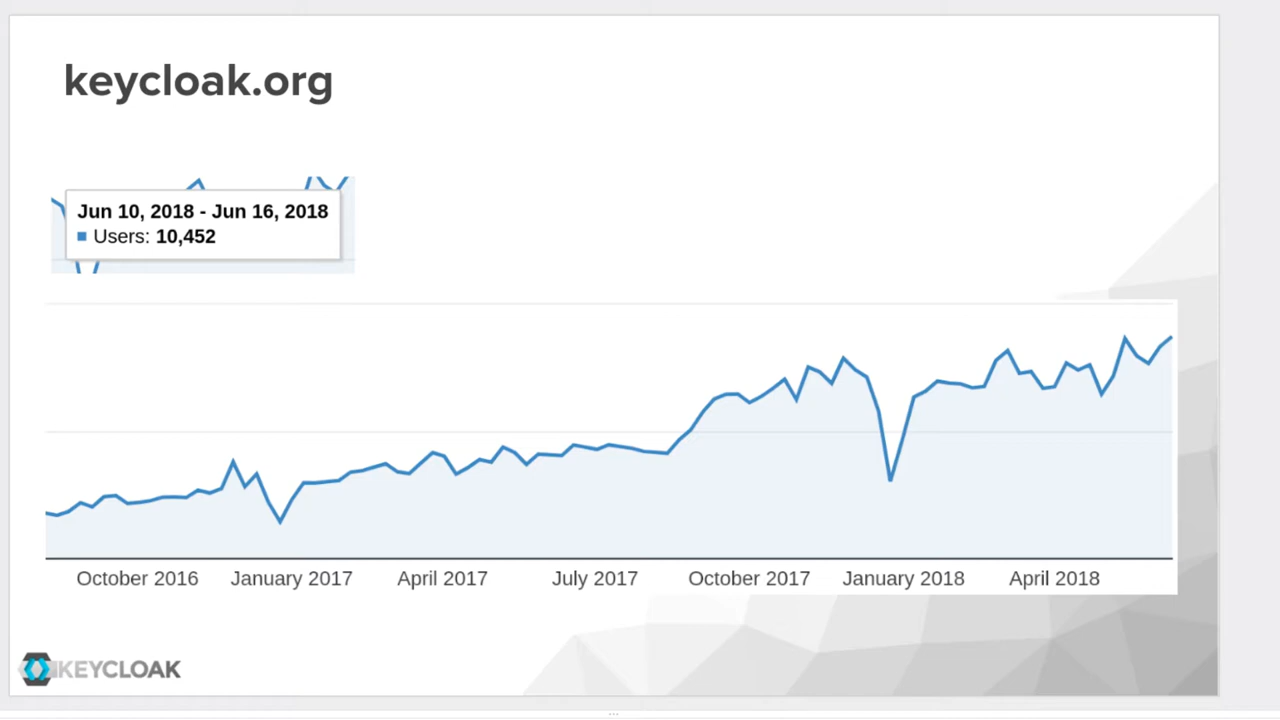 keycloak.org
Jun 10, 2018 - Jun 16, 2018
Users: 10,452
October 2016 January 2017 April 2017 July 2017 October 2017 January 2018 April 2018
KEYCLOAK